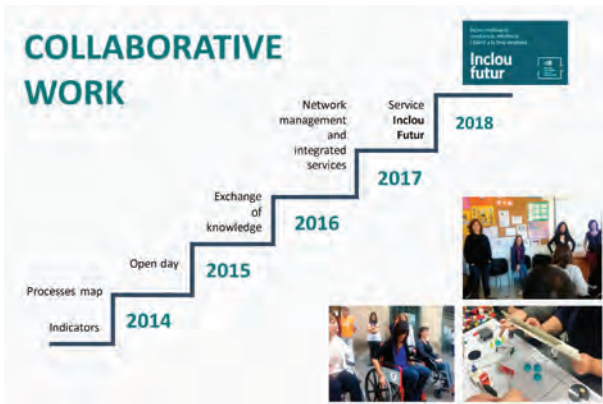 COLLABORATIVE
WORK
Inclou
futur
Network
management
and
integrated
services
Service
Inclou
Futur
2018
2017
Exchange
of
knowledge
2016
Open day
2015
Processes map
Indicators
2014